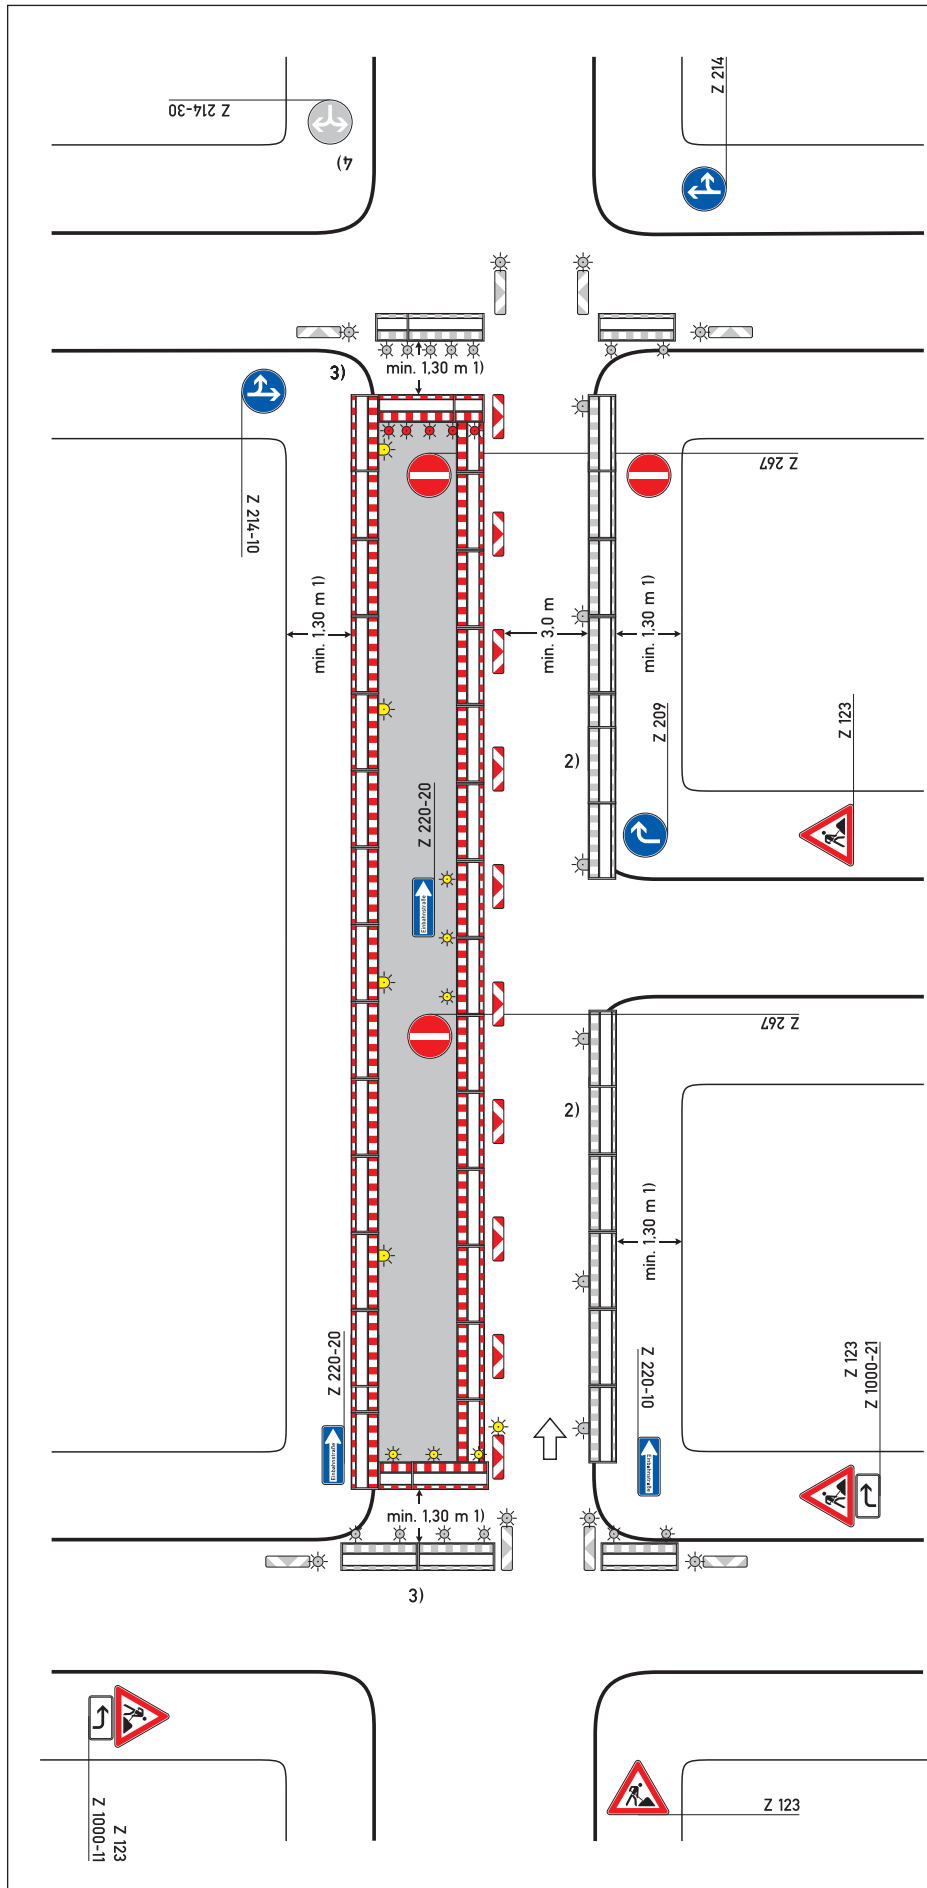 Z 214-30
4)
Z 214
3)
min. 1,30 m 1)
Z 267
Z 214-10
min. 1,30 m 1)
min. 3,0 m
min. 1,30 m 1)
2)
Z 209
Z 123
Z 220-20
Einbahnstraße
Z 267
2)
min. 1,30 m 1)
Z 220-20
Einbahnstraße
Z 220-10
Einbahnstraße
Z 123
Z 1000-21
min. 1,30 m 1)
3)
Z 123
Z 1000-11
Z 123